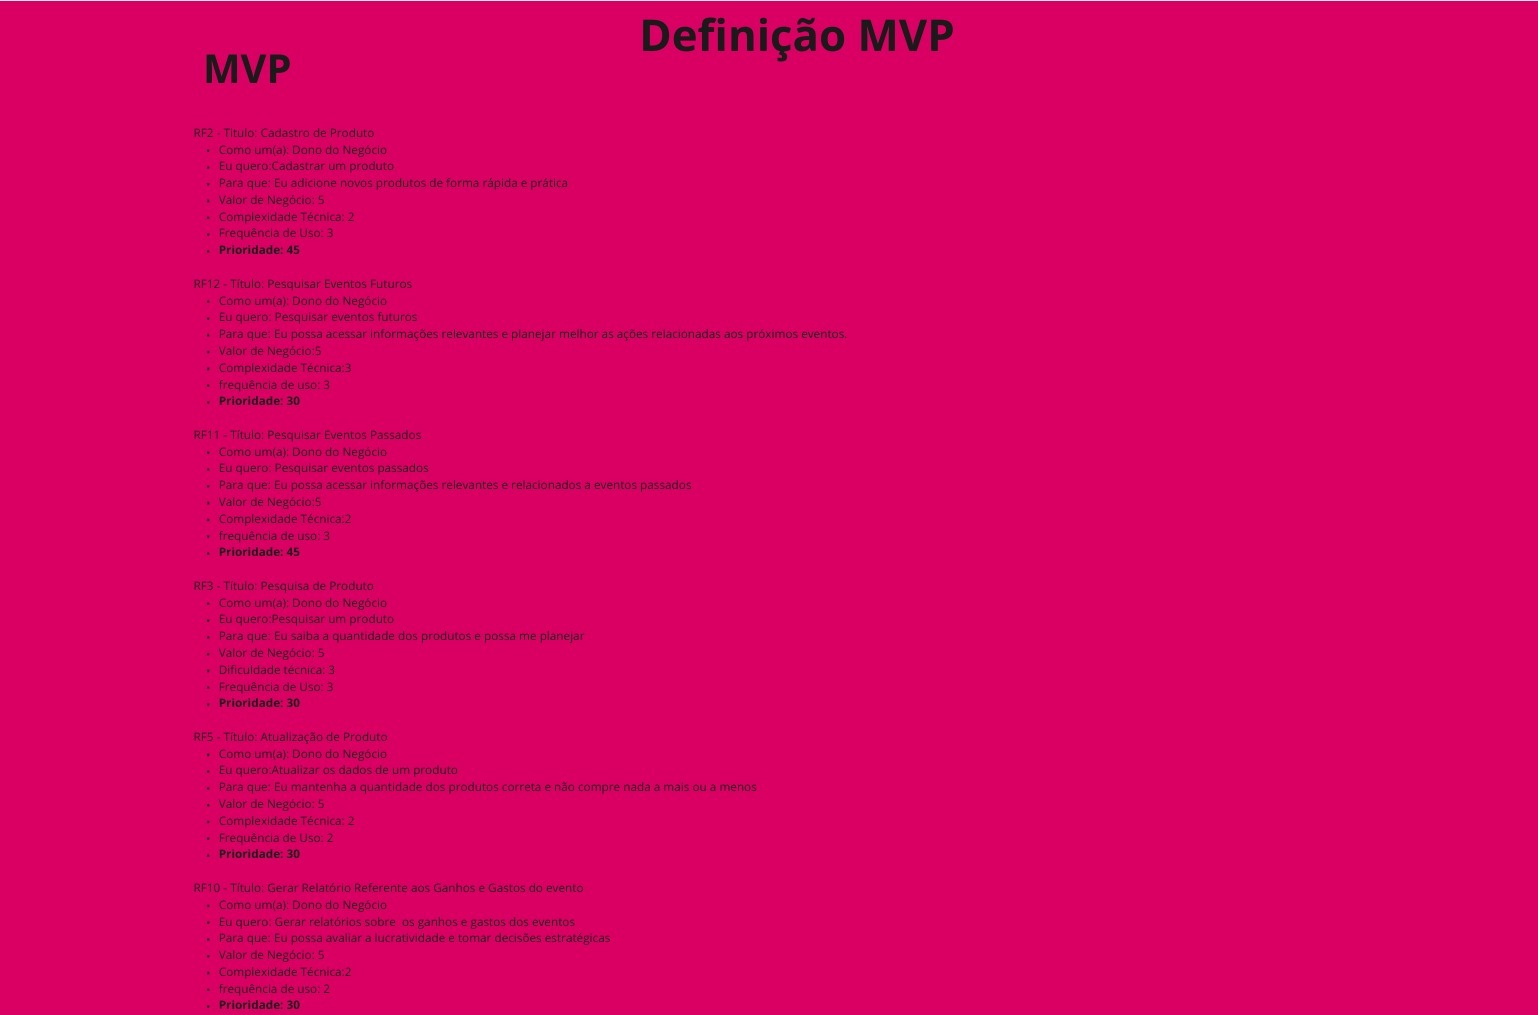 Definição MVP
MVP
RF2 - Título: Cadastro de Produto
• Como um(a): Dono do Negócio
• Eu quero:Cadastrar um produto
• Para que: Eu adicione novos produtos de forma rápida e prática
• Valor de Negócio: 5
• Complexidade Técnica: 2
• Frequência de Uso: 3
• Prioridade: 45
RF12 - Título: Pesquisar Eventos Futuros
• Como um(a): Dono do Negócio
• Eu quero: Pesquisar eventos futuros
• Para que: Eu possa acessar informações relevantes e planejar melhor as ações relacionadas aos próximos eventos.
• Valor de Negócio:5
• Complexidade Técnica:3
• frequência de uso: 3
• Prioridade: 30
RF11 - Título: Pesquisar Eventos Passados
• Como um(a): Dono do Negócio
• Eu quero: Pesquisar eventos passados
• Para que: Eu possa acessar informações relevantes e relacionados a eventos passados
• Valor de Negócio:5
• Complexidade Técnica:2
• frequência de uso: 3
• Prioridade: 45
RF3 - Título: Pesquisa de Produto
• Como um(a): Dono do Negócio
• Eu quero:Pesquisar um produto
• Para que: Eu saiba a quantidade dos produtos e possa me planejar
• Valor de Negócio: 5
• Dificuldade técnica: 3
• Frequência de Uso: 3
• Prioridade: 30
RF5 - Título: Atualização de Produto
• Como um(a): Dono do Negócio
• Eu quero:Atualizar os dados de um produto
• Para que: Eu mantenha a quantidade dos produtos correta e não compre nada a mais ou a menos
• Valor de Negócio: 5
• Complexidade Técnica: 2
• Frequência de Uso: 2
• Prioridade: 30
RF10 - Título: Gerar Relatório Referente aos Ganhos e Gastos do evento
• Como um(a): Dono do Negócio
• Eu quero: Gerar relatórios sobre  os ganhos e gastos dos eventos
• Para que: Eu possa avaliar a lucratividade e tomar decisões estratégicas
• Valor de Negócio: 5
• Complexidade Técnica:2
• frequência de uso: 2
• Prioridade: 30